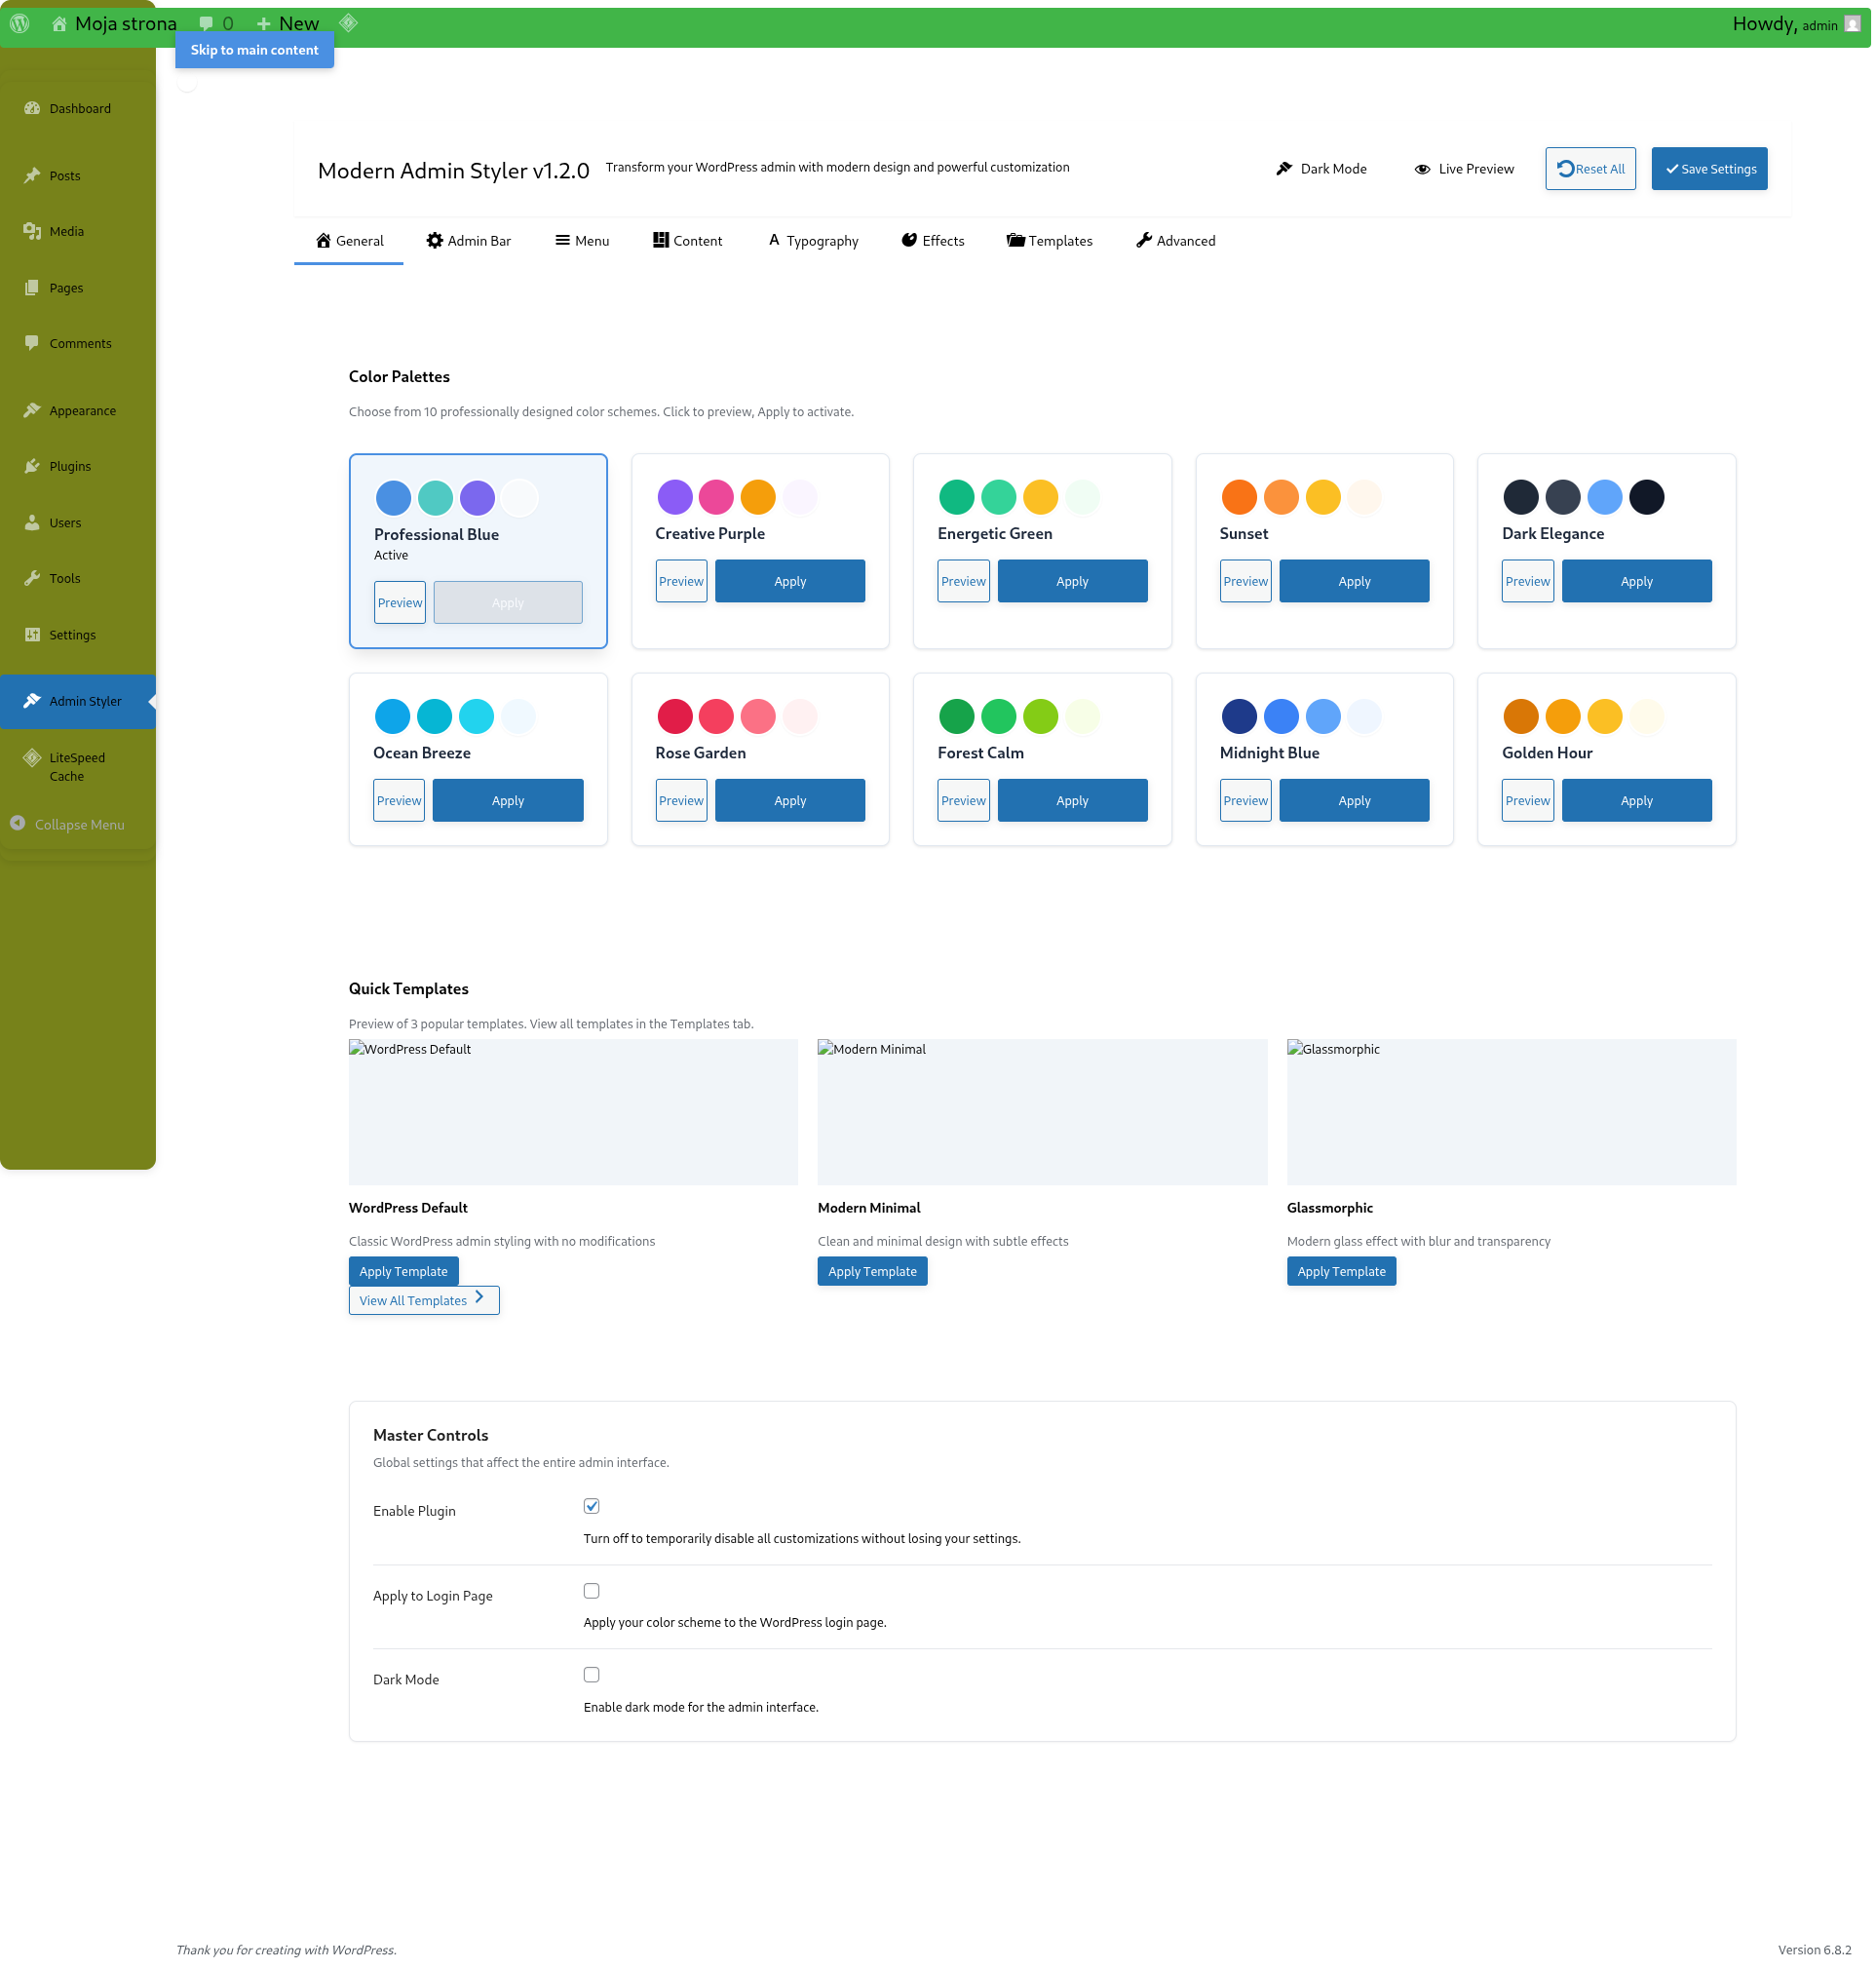 Moja strona 0 New Howdy, admin
Skip to main content
Dashboard
Posts
Media
Pages
Comments
Appearance
Plugins
Users
Tools
Settings
Admin Styler
LiteSpeed
Cache
Collapse Menu
Modern Admin Styler v1.2.0 Transform your WordPress admin with modern design and powerful customization Dark Mode Live Preview Reset All Save Settings
General Admin Bar Menu Content Typography Effects Templates Advanced
Color Palettes
Choose from 10 professionally designed color schemes. Click to preview, Apply to activate.
Professional Blue
Active
Preview Apply
Creative Purple
Preview Apply
Energetic Green
Preview Apply
Sunset
Preview Apply
Dark Elegance
Preview Apply
Ocean Breeze
Preview Apply
Rose Garden
Preview Apply
Forest Calm
Preview Apply
Midnight Blue
Preview Apply
Golden Hour
Preview Apply
Quick Templates
Preview of 3 popular templates. View all templates in the Templates tab.
WordPress Default
WordPress Default
Classic WordPress admin styling with no modifications
Apply Template
Modern Minimal
Modern Minimal
Clean and minimal design with subtle effects
Apply Template
Glassmorphic
Glassmorphic
Modern glass effect with blur and transparency
Apply Template
View All Templates
Master Controls
Global settings that affect the entire admin interface.
Enable Plugin
Turn off to temporarily disable all customizations without losing your settings.
Apply to Login Page
Apply your color scheme to the WordPress login page.
Dark Mode
Enable dark mode for the admin interface.
Thank you for creating with WordPress. Version 6.8.2